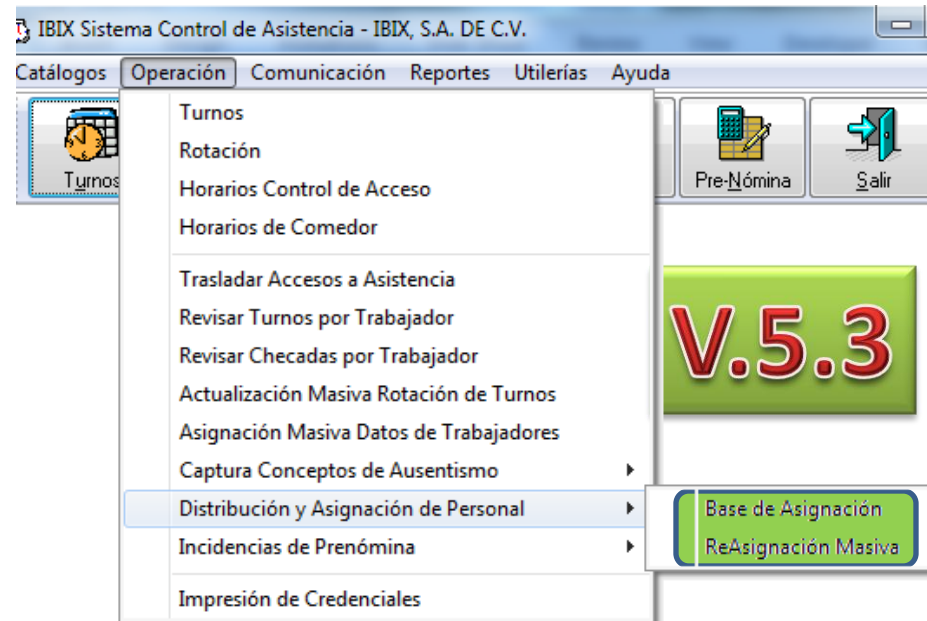 IBIX Sistema Control de Asistencia - IBIX, S.A. DE C.V.
Catálogos Operación Comunicación Reportes Utilerías Ayuda
Turnos
Pre-Nómina
Salir
Turnos
Rotación
Horarios Control de Acceso
Horarios de Comedor
Trasladar Accesos a Asistencia
Revisar Turnos por Trabajador
Revisar Checadas por Trabajador
Actualización Masiva Rotación de Turnos
Asignación Masiva Datos de Trabajadores
Captura Conceptos de Ausentismo
Distribución y Asignación de Personal
Incidencias de Prenómina
Impresión de Credenciales
V.5.3
Base de Asignación
ReAsignación Masiva